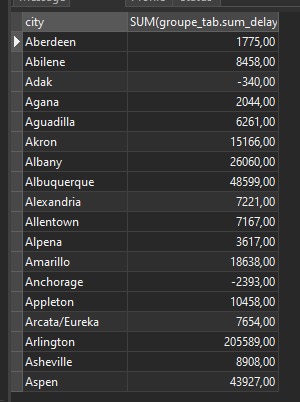 Message Profile Status
city SUM(groupe_tab.sum_delay
Aberdeen 1775,00
Abilene 8458,00
Adak -340,00
Agana 2044,00
Aguadilla 6261,00
Akron 15166,00
Albany 26060,00
Albuquerque 48599,00
Alexandria 7221,00
Allentown 7167,00
Alpena 3617,00
Amarillo 18638,00
Anchorage -2393,00
Appleton 10458,00
Arcata/Eureka 7654,00
Arlington 205589,00
Asheville 8908,00
Aspen 43927,00